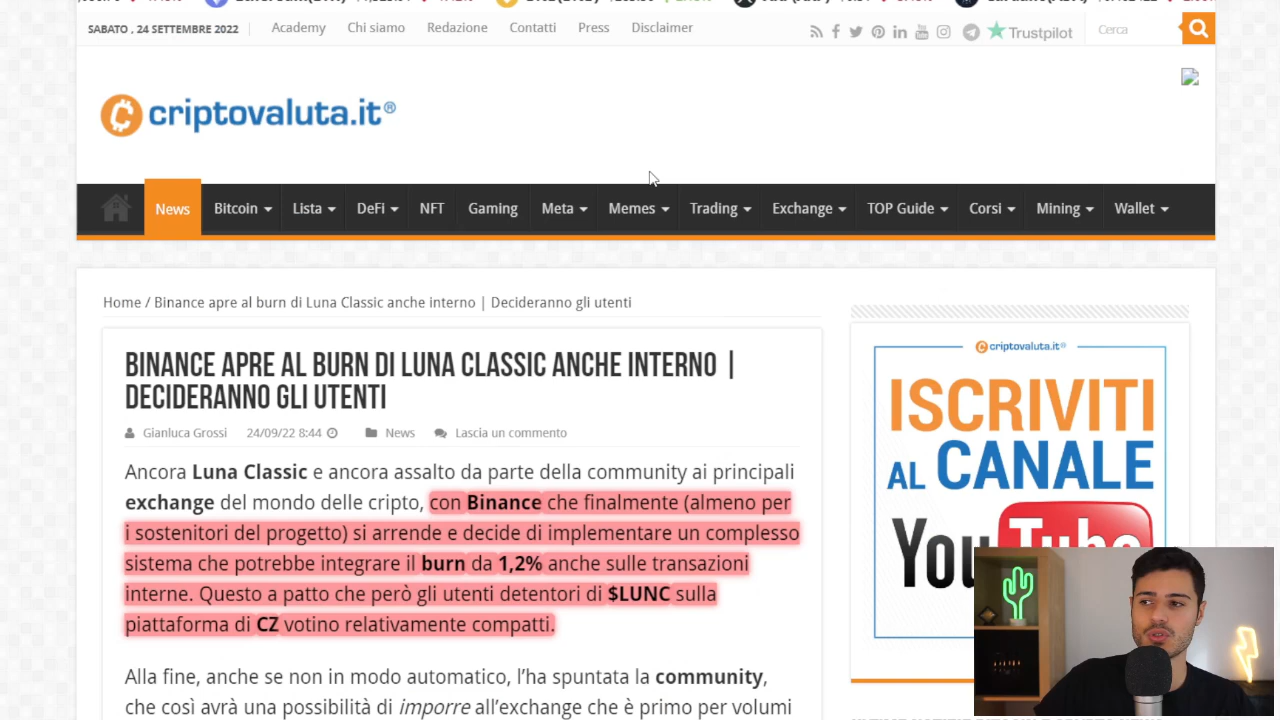 SABATO , 24 SETTEMBRE 2022
Academy Chi siamo Redazione Contatti Press Disclaimer
Trustpilot
Cerca
criptovaluta.it®
News Bitcoin Lista DeFi NFT Gaming Meta Memes Trading Exchange TOP Guide Corsi Mining Wallet
Home / Binance apre al burn di Luna Classic anche interno | Decideranno gli utenti
BINANCE APRE AL BURN DI LUNA CLASSIC ANCHE INTERNO |
DECIDERANNO GLI UTENTI
Gianluca Grossi 24/09/22 8:44 News Lascia un commento
Ancora Luna Classic e ancora assalto da parte della community ai principali
exchange del mondo delle cripto, con Binance che finalmente (almeno per
i sostenitori del progetto) si arrende e decide di implementare un complesso
sistema che potrebbe integrare il burn da 1,2% anche sulle transazioni
interne. Questo a patto che però gli utenti detentori di $LUNC sulla
piattaforma di CZ votino relativamente compatti.
Alla fine, anche se non in modo automatico, l’ha spuntata la community,
che così avrà una possibilità di imporre all’exchange che è primo per volumi
criptovaluta.it®
ISCRIVITI
AL CANALE
YouTube